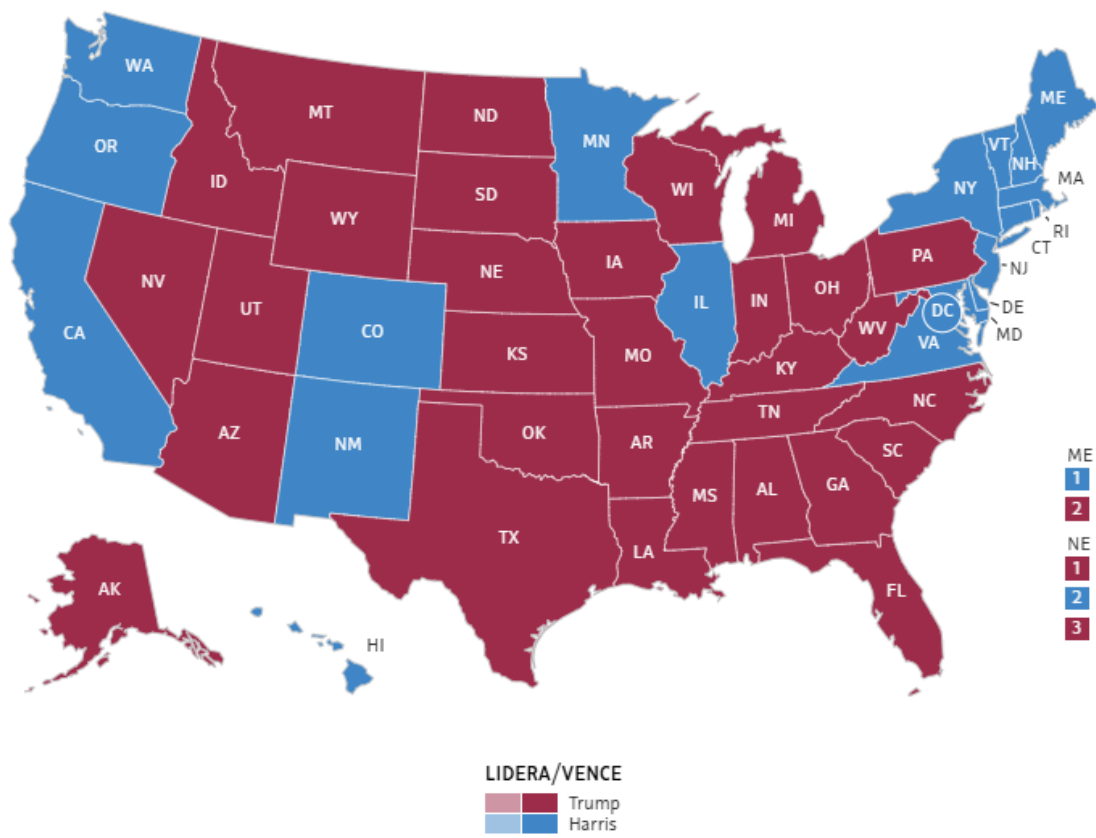 WA
OR
CA
NV
ID
MT
WY
UT
AZ
CO
NM
ND
SD
NE
KS
OK
TX
MN
IA
MO
AR
LA
WI
IL
MI
IN
OH
KY
TN
MS
AL
GA
FL
SC
NC
VA
WV
DC
PA
NY
VT
NH
ME
MA
RI
CT
NJ
DE
MD
AK
HI
ME
1
2
NE
1
2
3
LIDERA/VENCE
Trump
Harris